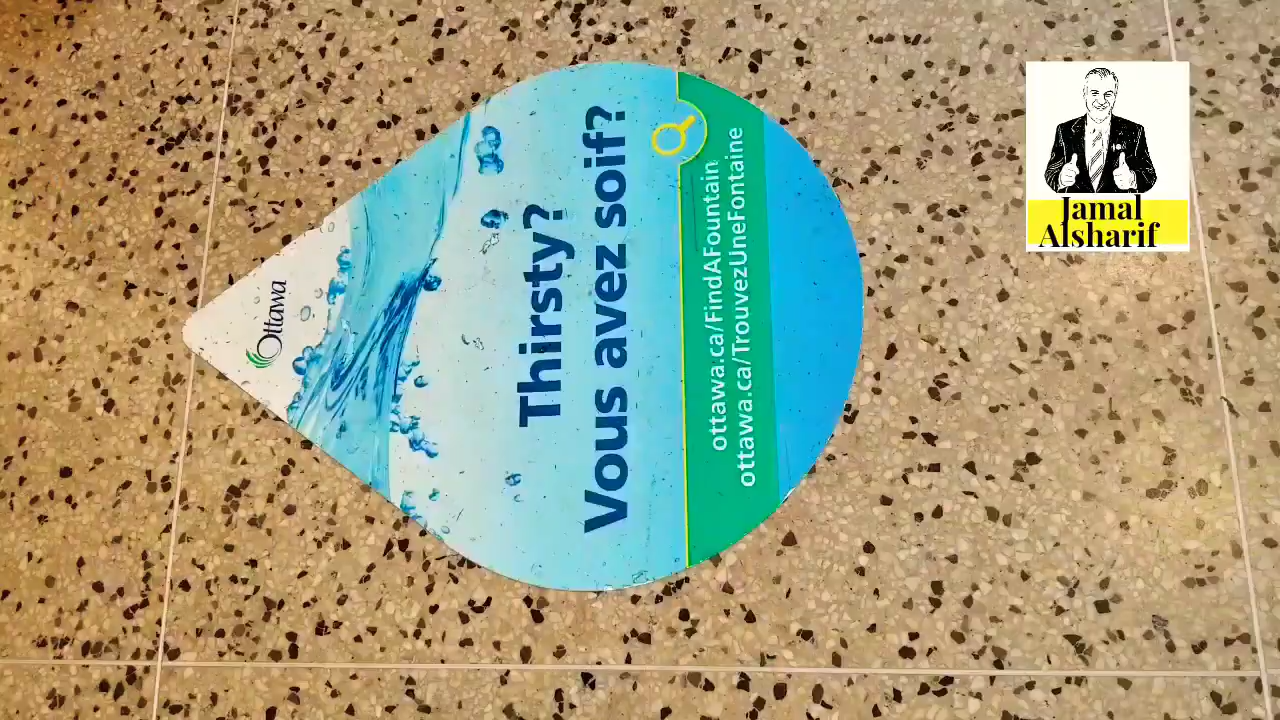 Ottawa
Thirsty?
Vous avez soif?
ottawa.ca/FindAFountain
ottawa.ca/TrouvezUneFontaine
Jamal
Alsharif